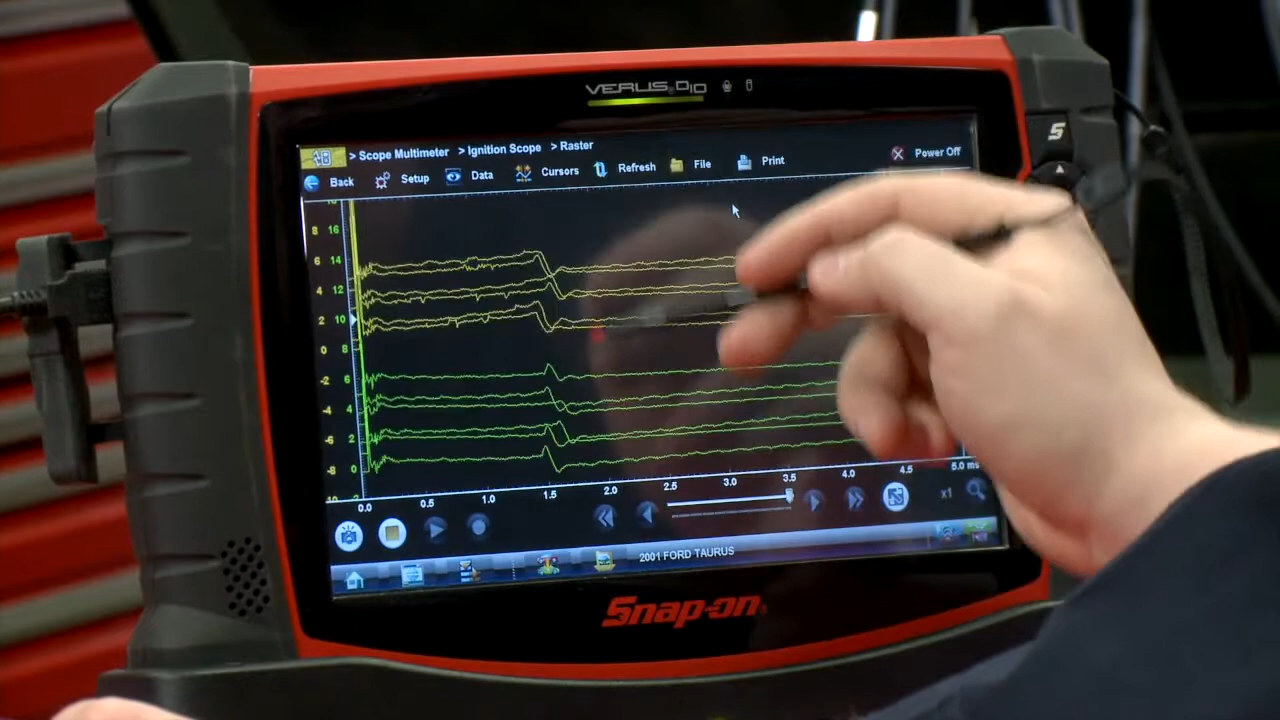 VERUS D10
S
> Scope Multimeter > Ignition Scope > Raster
Back Setup Data Cursors Refresh File Print Power Off
8 16
6 14
4 12
2 10
0 8
-2 6
-4 4
-6 2
-8 0
0.0 0.5 1.0 1.5 2.0 2.5 3.0 3.5 4.0 4.5 5.0 ms
x1
2001 FORD TAURUS
Snap-on